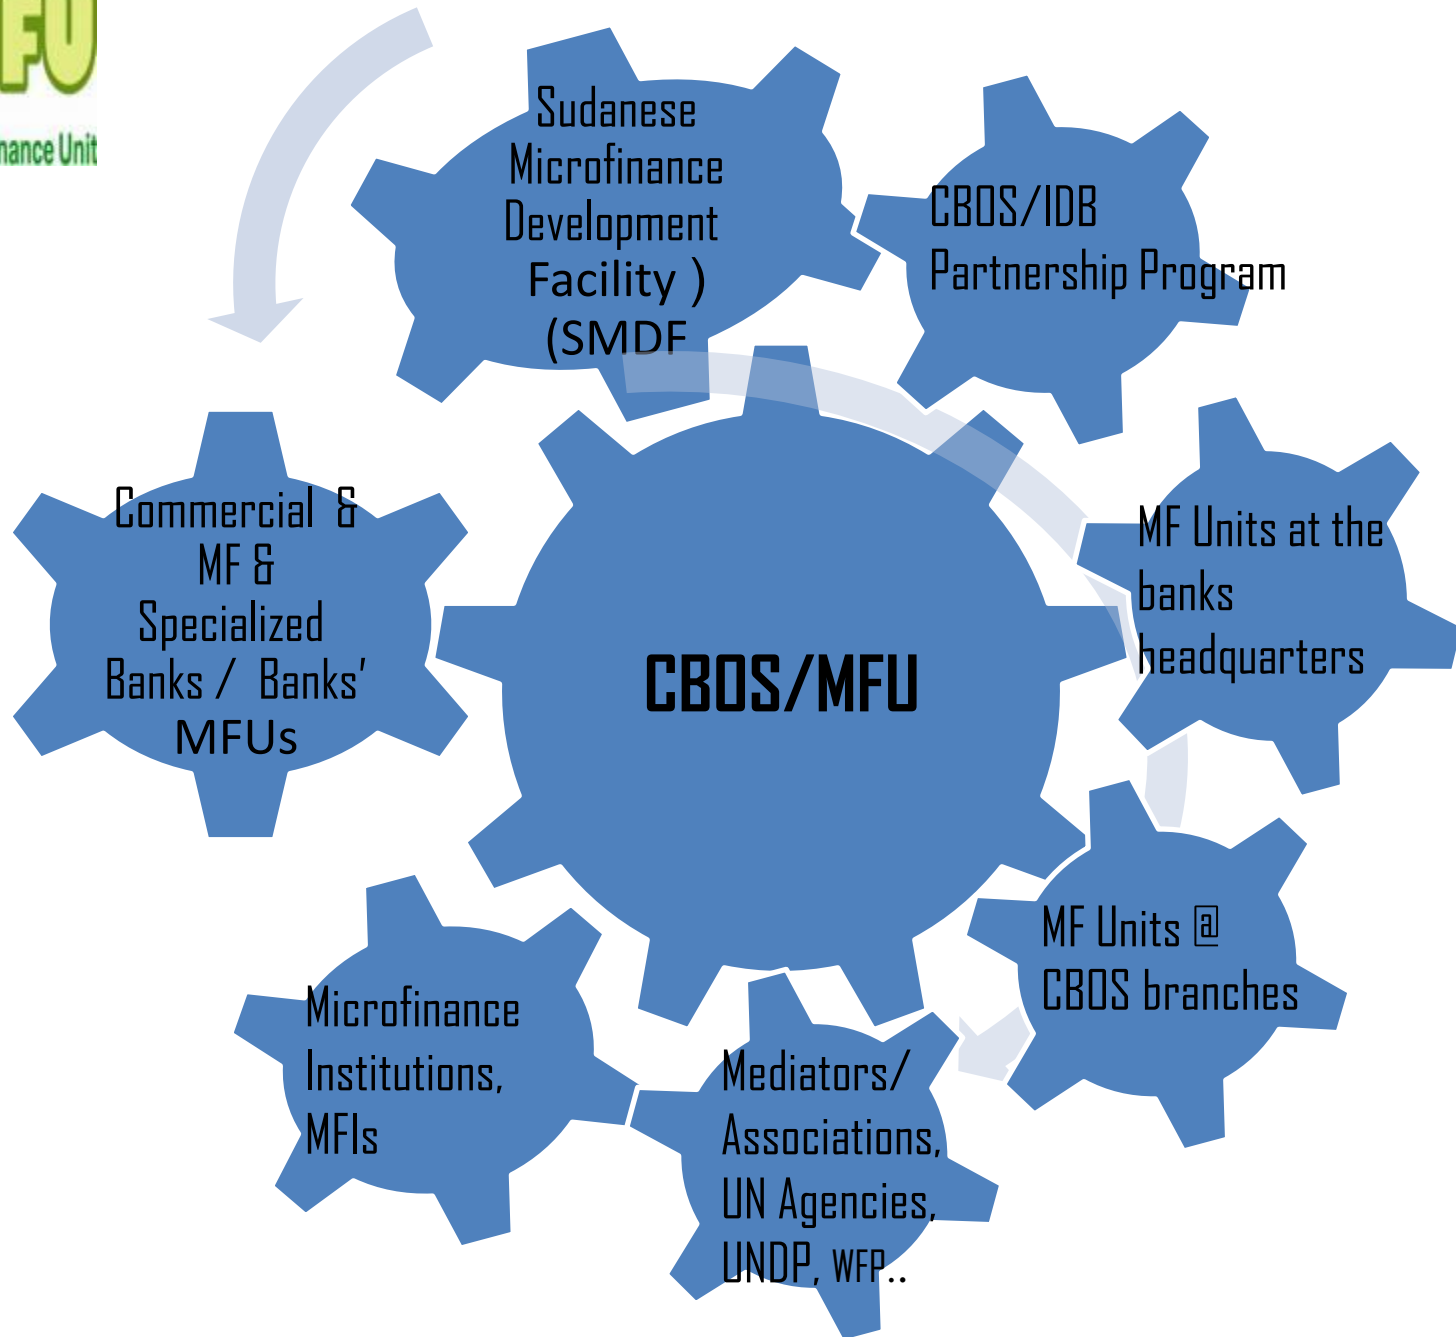 FU
nance Unit
Sudanese
Microfinance
Development
Facility )
(SMDF
CBOS/IDB
Partnership Program
Commercial &
MF &
Specialized
Banks / Banks’
MFUs
CBOS/MFU
MF Units at the
banks
headquarters
MF Units @
CBOS branches
Microfinance
Institutions,
MFIs
Mediators/
Associations,
UN Agencies,
UNDP, WFP..